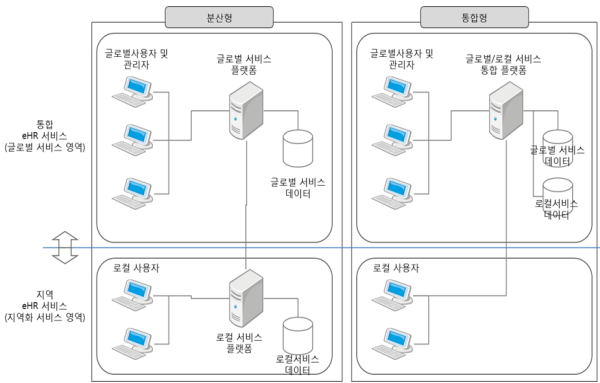 분산형
통합형
글로벌사용자 및
관리자
글로벌 서비스
플랫폼
글로벌 서비스
데이터
글로벌사용자 및
관리자
글로벌/로컬 서비스
통합 플랫폼
글로벌 서비스
데이터
로컬서비스
데이터
통합
eHR 서비스
(글로벌 서비스 영역)
지역
eHR 서비스
(지역화 서비스 영역)
로컬 사용자
로컬 서비스
플랫폼
로컬서비스
데이터
로컬 사용자